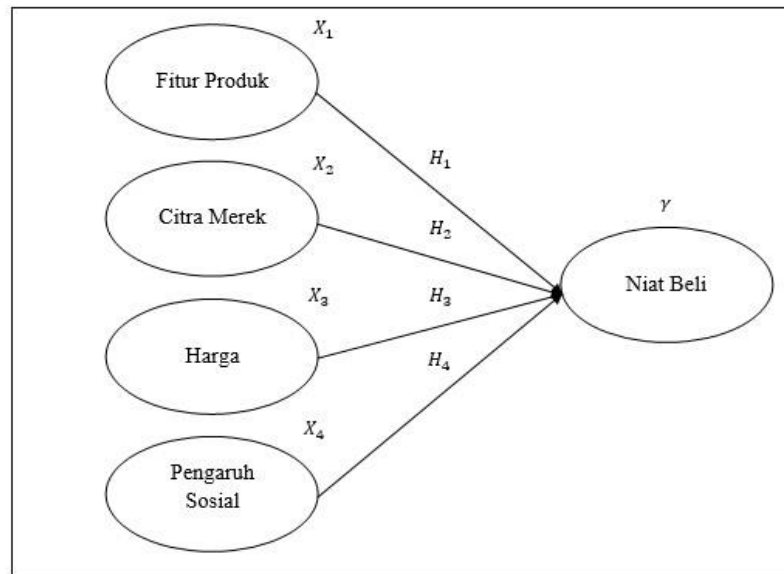 X₁
Fitur Produk
H₁
X₂
Citra Merek
H₂
γ
Niat Beli
X₃
Harga
H₃
H₄
X₄
Pengaruh
Sosial